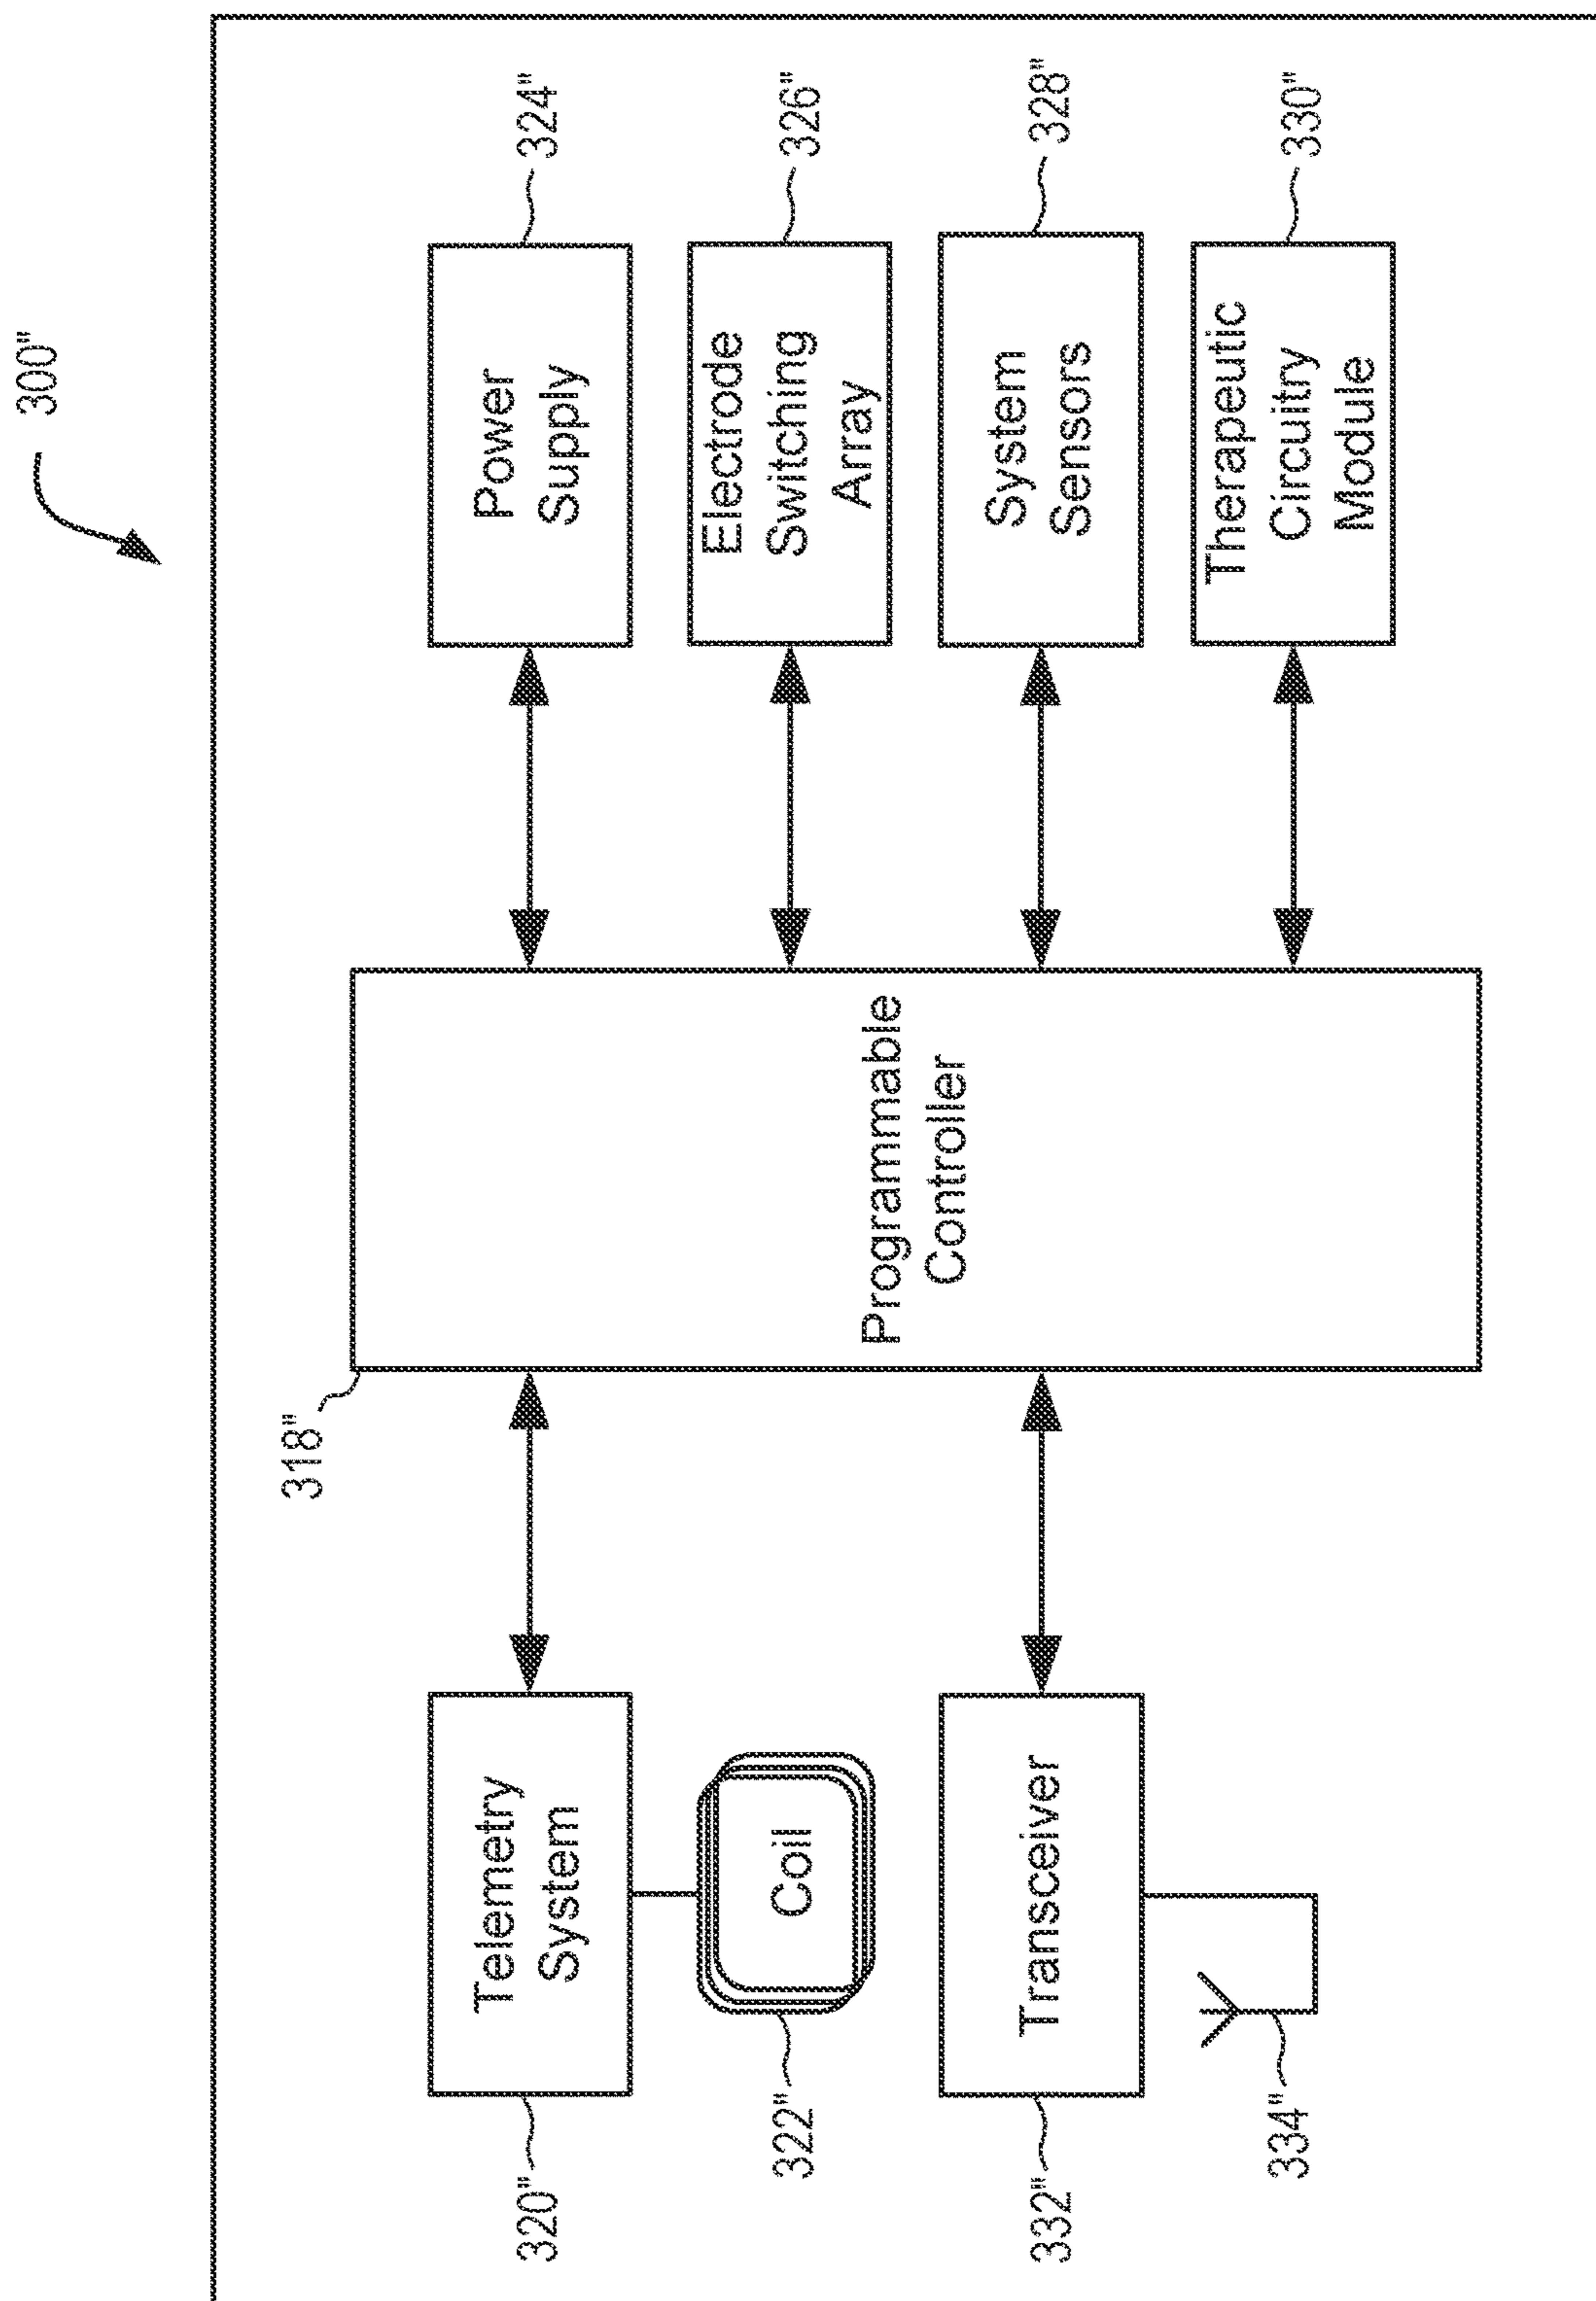 300"
320"
Telemetry
System
322"
Coil
332"
Transceiver
334"
318"
Programmable
Controller
Power
Supply
324"
Electrode
Switching
Array
326"
System
Sensors
328"
Therapeutic
Circuitry
Module
330"